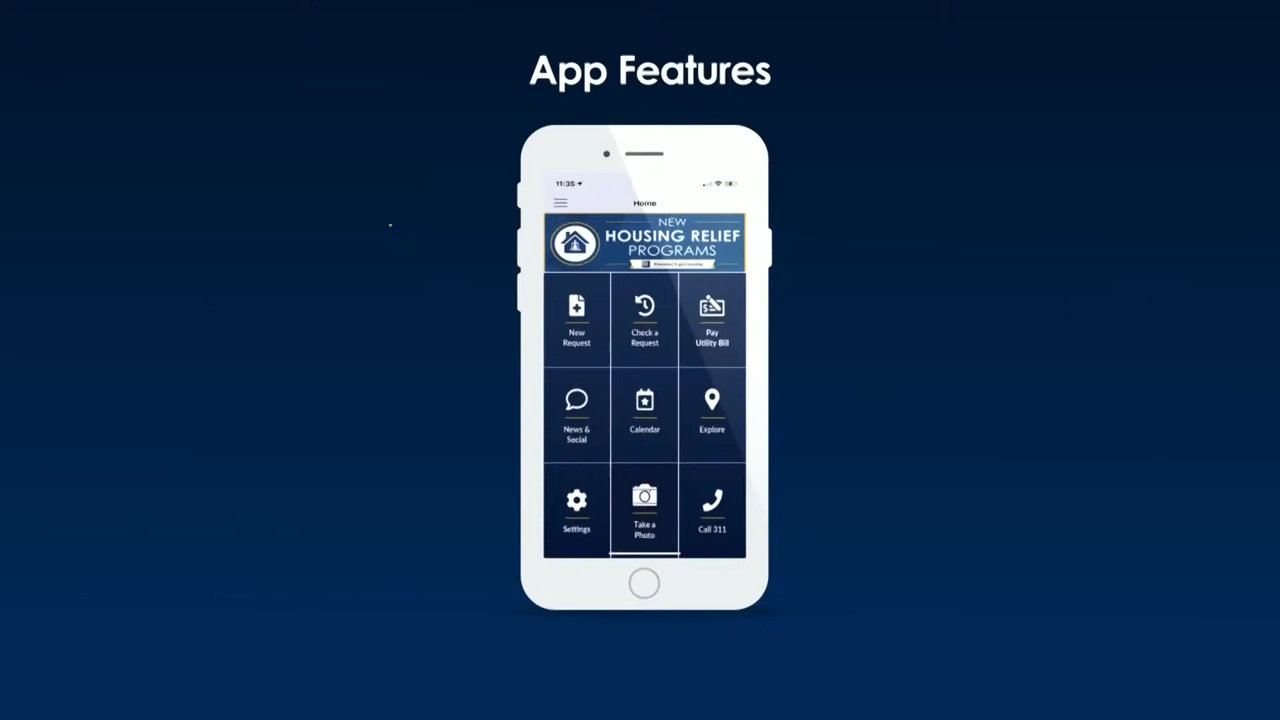 App Features
11:35
Home
NEW
HOUSING RELIEF
PROGRAMS
New
Request
Check a
Request
Pay
Utility Bill
News &
Social
Calendar
Explore
Settings
Take a
Photo
Call 311